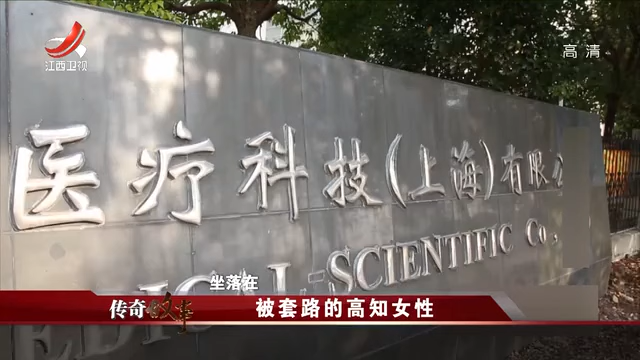 江西卫视
高清
医疗科技(上海)有限
EDICAL SCIENTIFIC Co.,
坐落在
传奇故事
被套路的高知女性